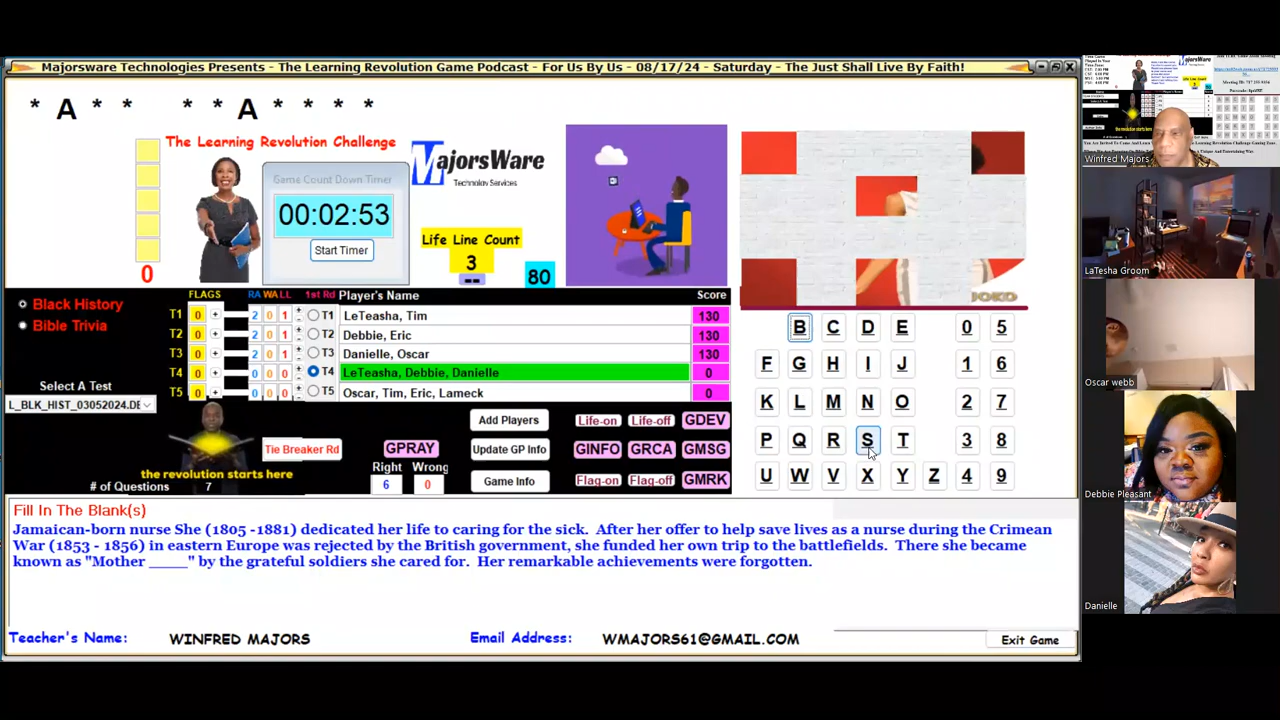 Majorsware Technologies Presents - The Learning Revolution Game Podcast - For Us By Us - 08/17/24 - Saturday - The Just Shall Live By Faith!
* A * * * * A * * * *
The Learning Revolution Challenge
0
Game Count Down Timer
00:02:53
Start Timer
MajorsWare
Technology Services
Life Line Count
3
--
80
Black History
Bible Trivia
Select A Test
L_BLK_HIST_03052024.DE
the revolution starts here
# of Questions 7
FLAGS RA WA LL 1st Rd Player's Name Score
T1 0 + 2 0 1 T1 LeTeasha, Tim 130
T2 0 + 2 0 1 T2 Debbie, Eric 130
T3 0 + 2 0 1 T3 Danielle, Oscar 130
T4 0 + 0 0 0 T4 LeTeasha, Debbie, Danielle 0
T5 0 + 0 0 0 T5 Oscar, Tim, Eric, Lameck 0
Tie Breaker Rd
GPRAY
Right Wrong
6 0
Add Players Life-on Life-off GDEV
Update GP Info GINFO GRCA GMSG
Game Info Flag-on Flag-off GMRK
B C D E 0 5
F G H I J 1 6
K L M N O 2 7
P Q R S T 3 8
U W V X Y Z 4 9
Fill In The Blank(s)
Jamaican-born nurse She (1805 -1881) dedicated her life to caring for the sick. After her offer to help save lives as a nurse during the Crimean
War (1853 - 1856) in eastern Europe was rejected by the British government, she funded her own trip to the battlefields. There she became
known as "Mother ____" by the grateful soldiers she cared for. Her remarkable achievements were forgotten.
Teacher's Name: WINFRED MAJORS Email Address: WMAJORS61@GMAIL.COM Exit Game
Winfred Majors
LaTesha Groom
Oscar webb
Debbie Pleasant
Danielle